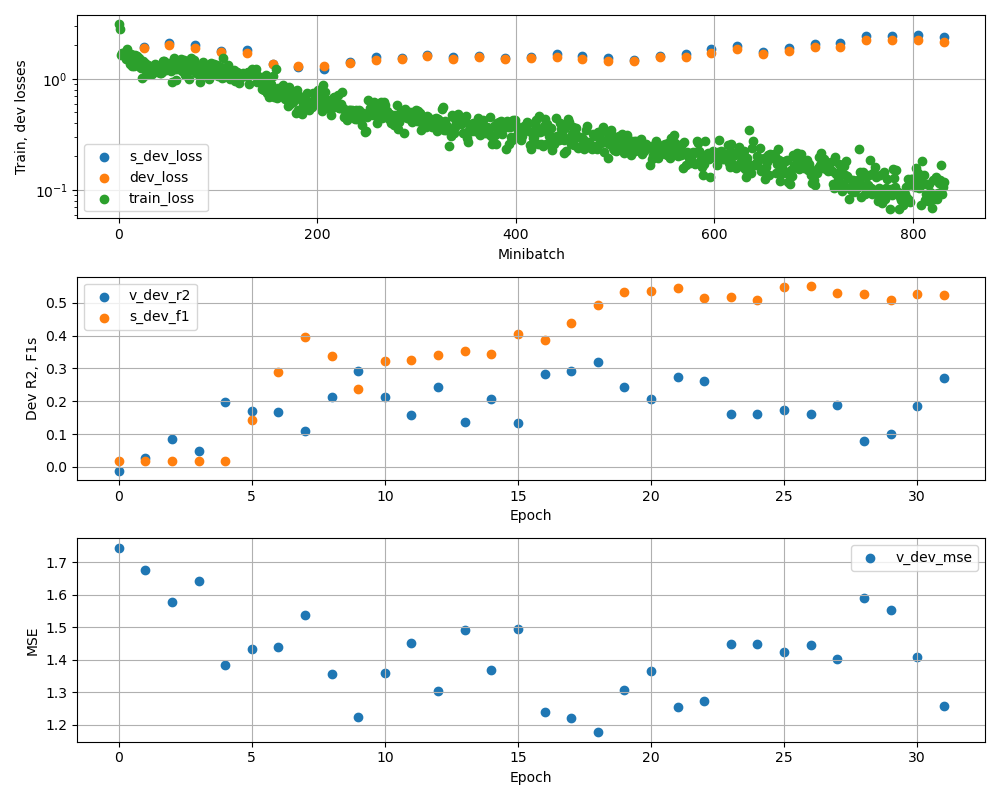 Train, dev losses
10⁰
10⁻¹
s_dev_loss
dev_loss
train_loss
0 200 400 600 800
Minibatch
Dev R2, F1s
0.5
0.4
0.3
0.2
0.1
0.0
v_dev_r2
s_dev_f1
0 5 10 15 20 25 30
Epoch
MSE
1.7
1.6
1.5
1.4
1.3
1.2
v_dev_mse
0 5 10 15 20 25 30
Epoch